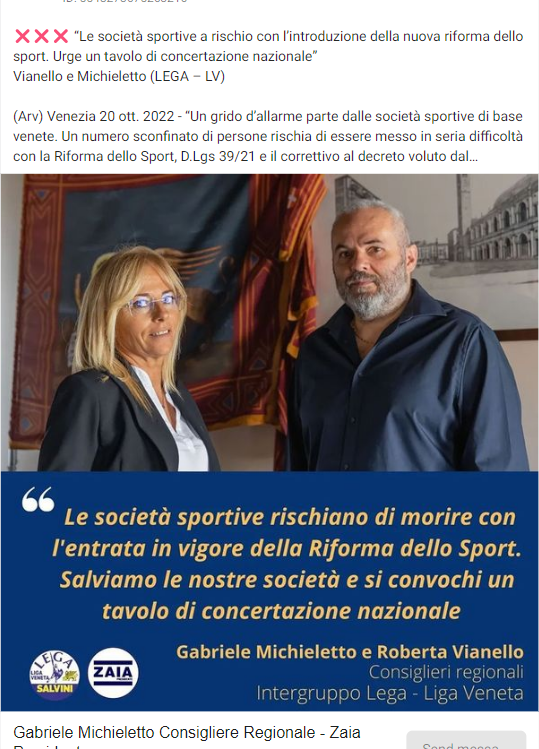 ❌❌❌ “Le società sportive a rischio con l’introduzione della nuova riforma dello
sport. Urge un tavolo di concertazione nazionale”
Vianello e Michieletto (LEGA – LV)
(Arv) Venezia 20 ott. 2022 - “Un grido d’allarme parte dalle società sportive di base
venete. Un numero sconfinato di persone rischia di essere messo in seria difficoltà
con la Riforma dello Sport, D.Lgs 39/21 e il correttivo al decreto voluto dal...
“ Le società sportive rischiano di morire con
l'entrata in vigore della Riforma dello Sport.
Salviamo le nostre società e si convochi un
tavolo di concertazione nazionale
Gabriele Michieletto e Roberta Vianello
Consiglieri regionali
Intergruppo Lega - Liga Veneta
LEGA
LIGA
VENETA
SALVINI
ZAIA
Gabriele Michieletto Consigliere Regionale - Zaia